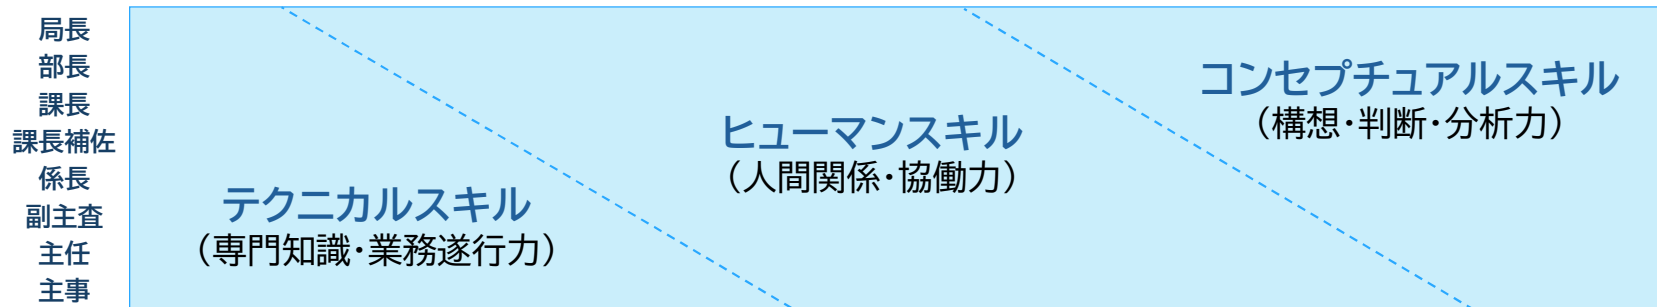 局長
部長
課長
課長補佐
係長
副主査
主任
主事
テクニカルスキル
（専門知識・業務遂行力）
ヒューマンスキル
（人間関係・協働力）
コンセプチュアルスキル
（構想・判断・分析力）